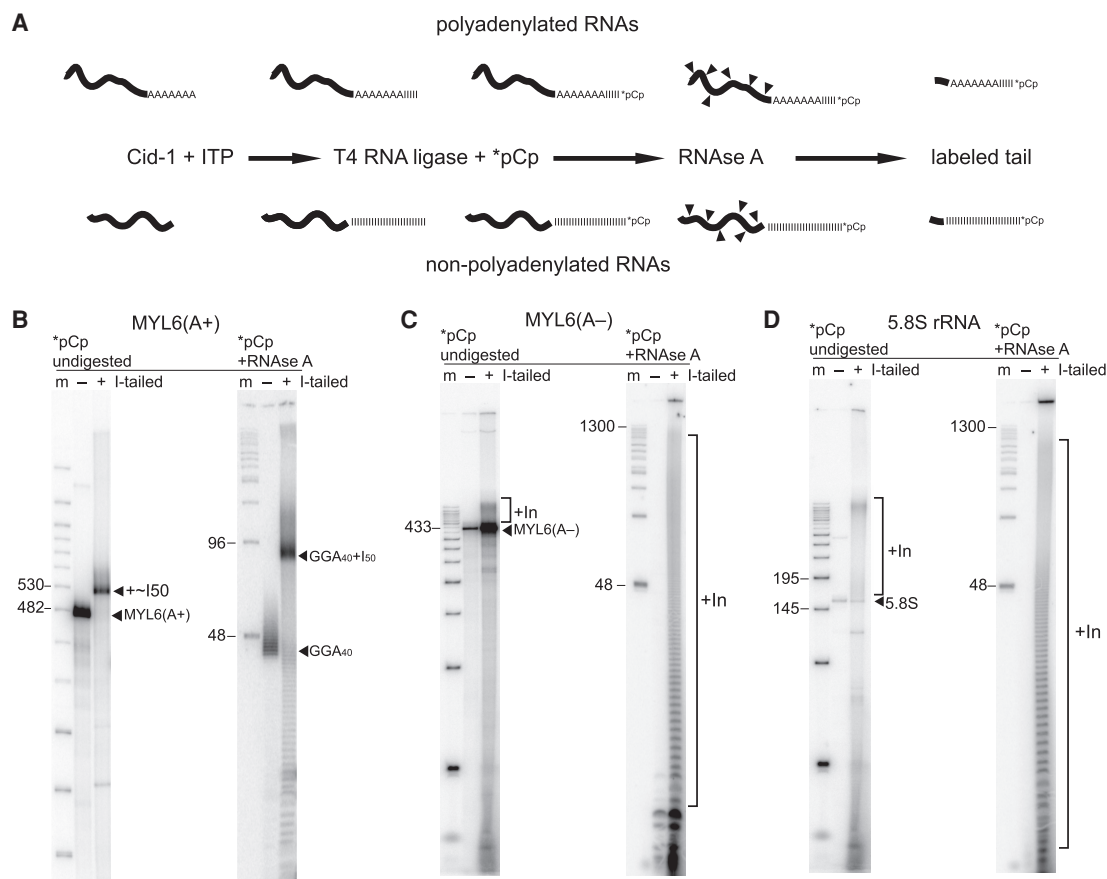 A
polyadenylated RNAs
AAAAAAA
AAAAAAAIIIII
AAAAAAAIIIII*pCp
AAAAAAAIIIII*pCp
AAAAAAAIIIII*pCp
Cid-1 + ITP
T4 RNA ligase + *pCp
RNAse A
labeled tail
*pCp
*pCp
*pCp
non-polyadenylated RNAs
B
MYL6(A+)
*pCp
undigested
*pCp
+RNAse A
m – + I-tailed
m – + I-tailed
530
482
+~I50
MYL6(A+)
96
48
GGA40+I50
GGA40
C
MYL6(A–)
*pCp
undigested
*pCp
+RNAse A
m – + I-tailed
m – + I-tailed
433
+In
MYL6(A–)
1300
48
+In
D
5.8S rRNA
*pCp
undigested
*pCp
+RNAse A
m – + I-tailed
m – + I-tailed
195
145
+In
5.8S
1300
48
+In